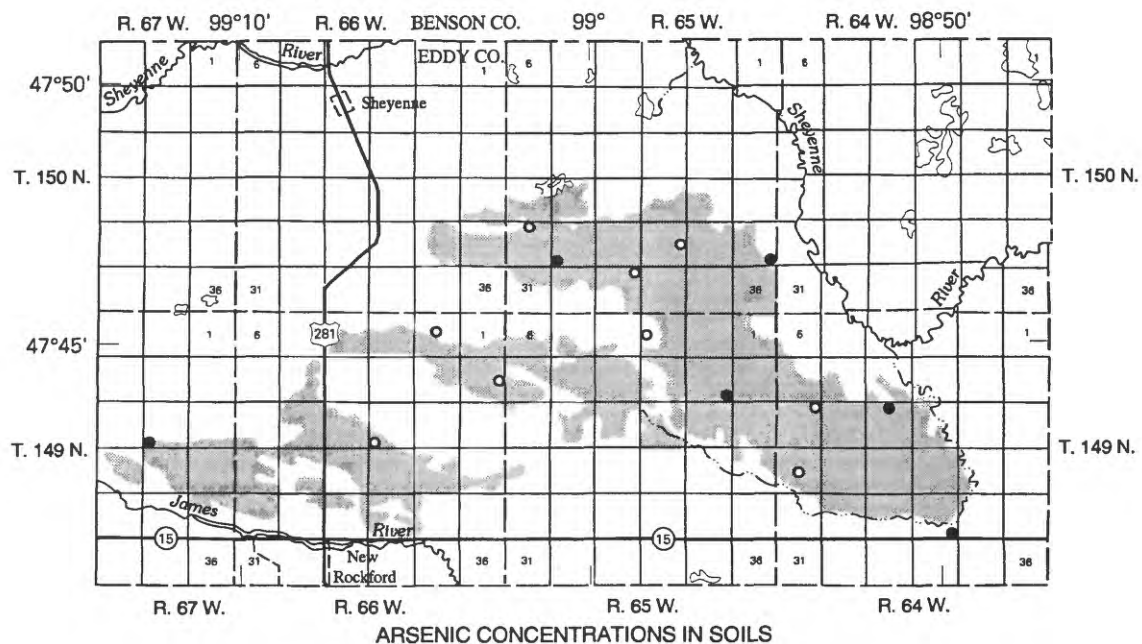 R. 67 W. 99°10' R. 66 W. BENSON CO. 99° R. 65 W. R. 64 W. 98°50'
EDDY CO.
River
1 6 1 6 1 6 1
47°50'
Sheyenne
Sheyenne
Sheyenne
T. 150 N. T. 150 N.
River
36 31 36 31 36 31 36
1 6 281 1 6 6 1
47°45'
T. 149 N. T. 149 N.
James River
15 15
36 31 New Rockford 36 31 36 31 36
R. 67 W. R. 66 W. R. 65 W. R. 64 W.
ARSENIC CONCENTRATIONS IN SOILS